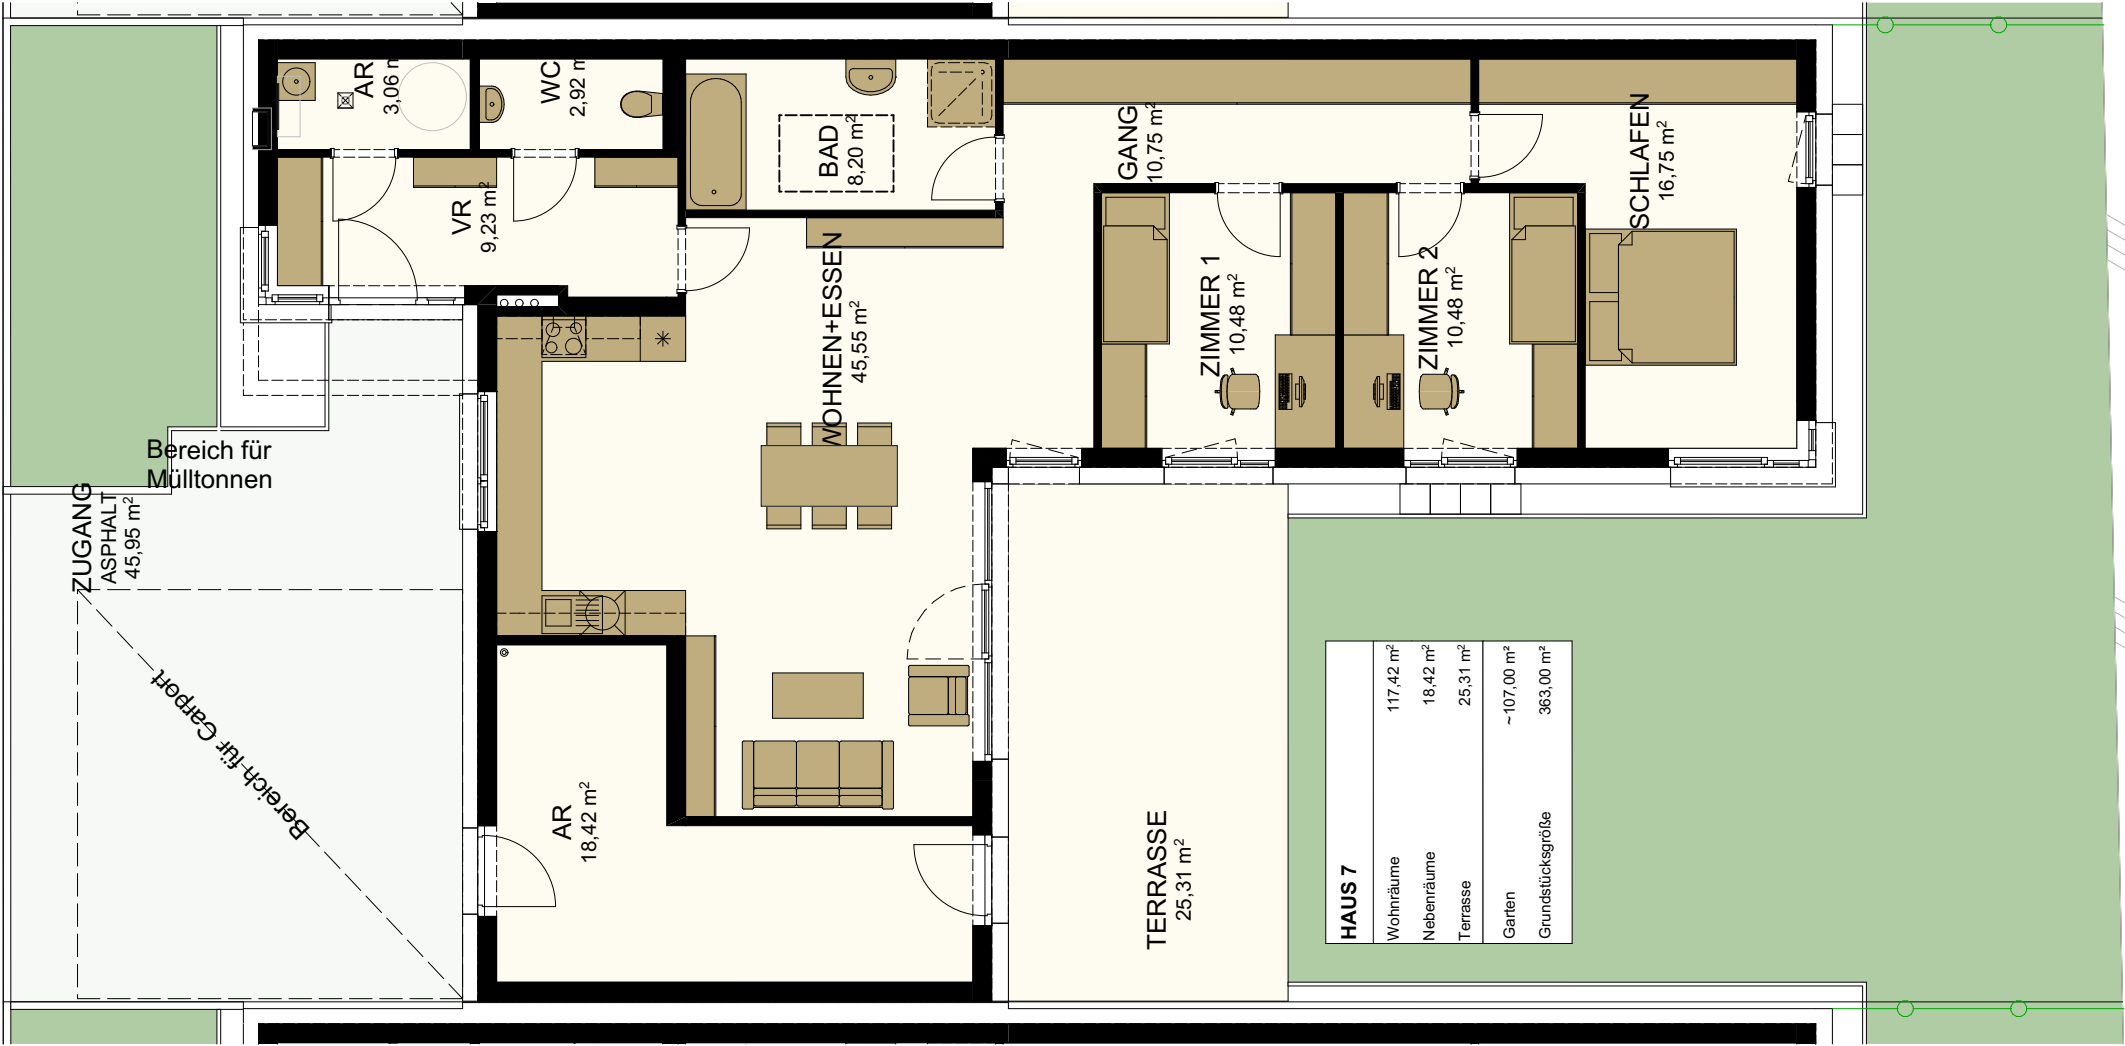 AR
3,06 m
WC
2,92 m
BAD
8,20 m²
GANG
10,75 m²
SCHLAFEN
16,75 m²
VR
9,23 m²
WOHNEN+ESSEN
45,55 m²
ZIMMER 1
10,48 m²
ZIMMER 2
10,48 m²
Bereich für
Mülltonnen
ZUGANG
ASPHALT
45,95 m²
Bereich für Carport
AR
18,42 m²
TERRASSE
25,31 m²
HAUS 7
Wohnräume 117,42 m²
Nebenräume 18,42 m²
Terrasse 25,31 m²
Garten ~107,00 m²
Grundstücksgröße 363,00 m²